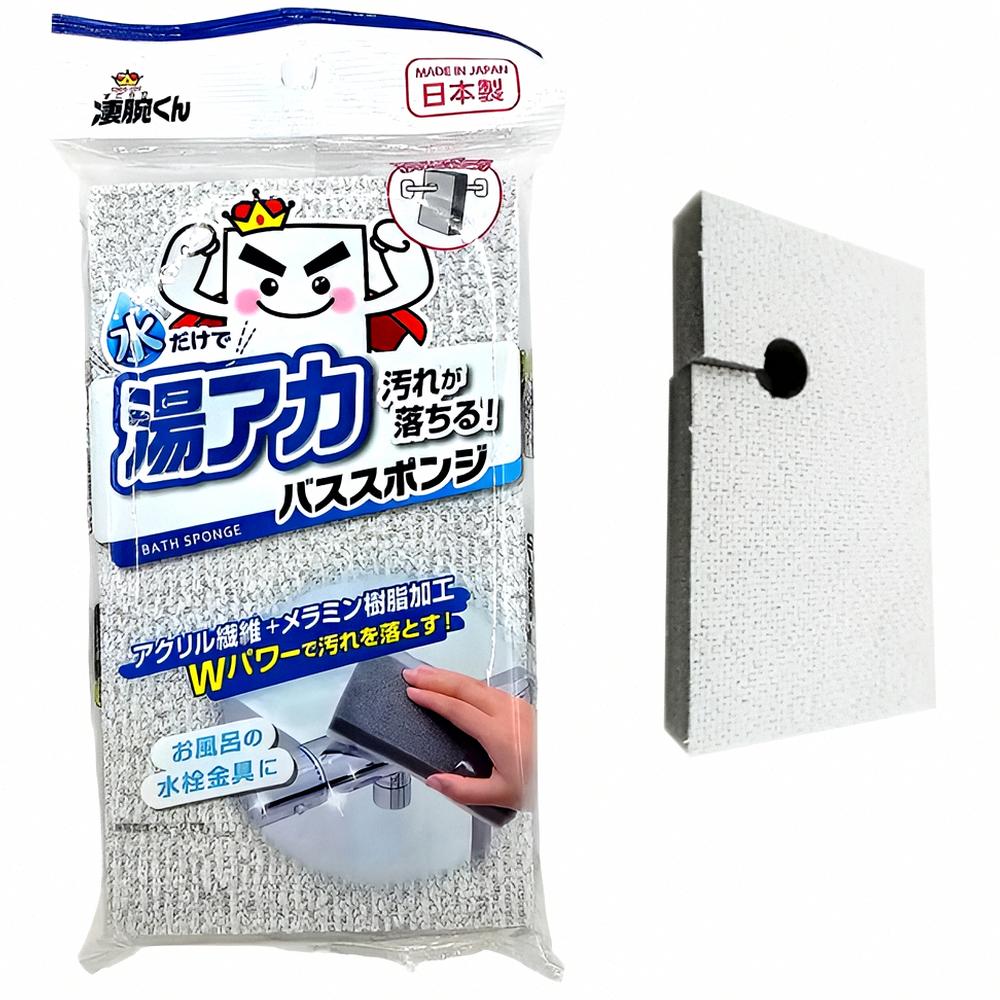 凄腕くん
MADE IN JAPAN
日本製
水だけで
湯アカ
汚れが
落ちる!
バススポンジ
BATH SPONGE
アクリル繊維+メラミン樹脂加工
Wパワーで汚れを落とす!
お風呂の
水栓金具に